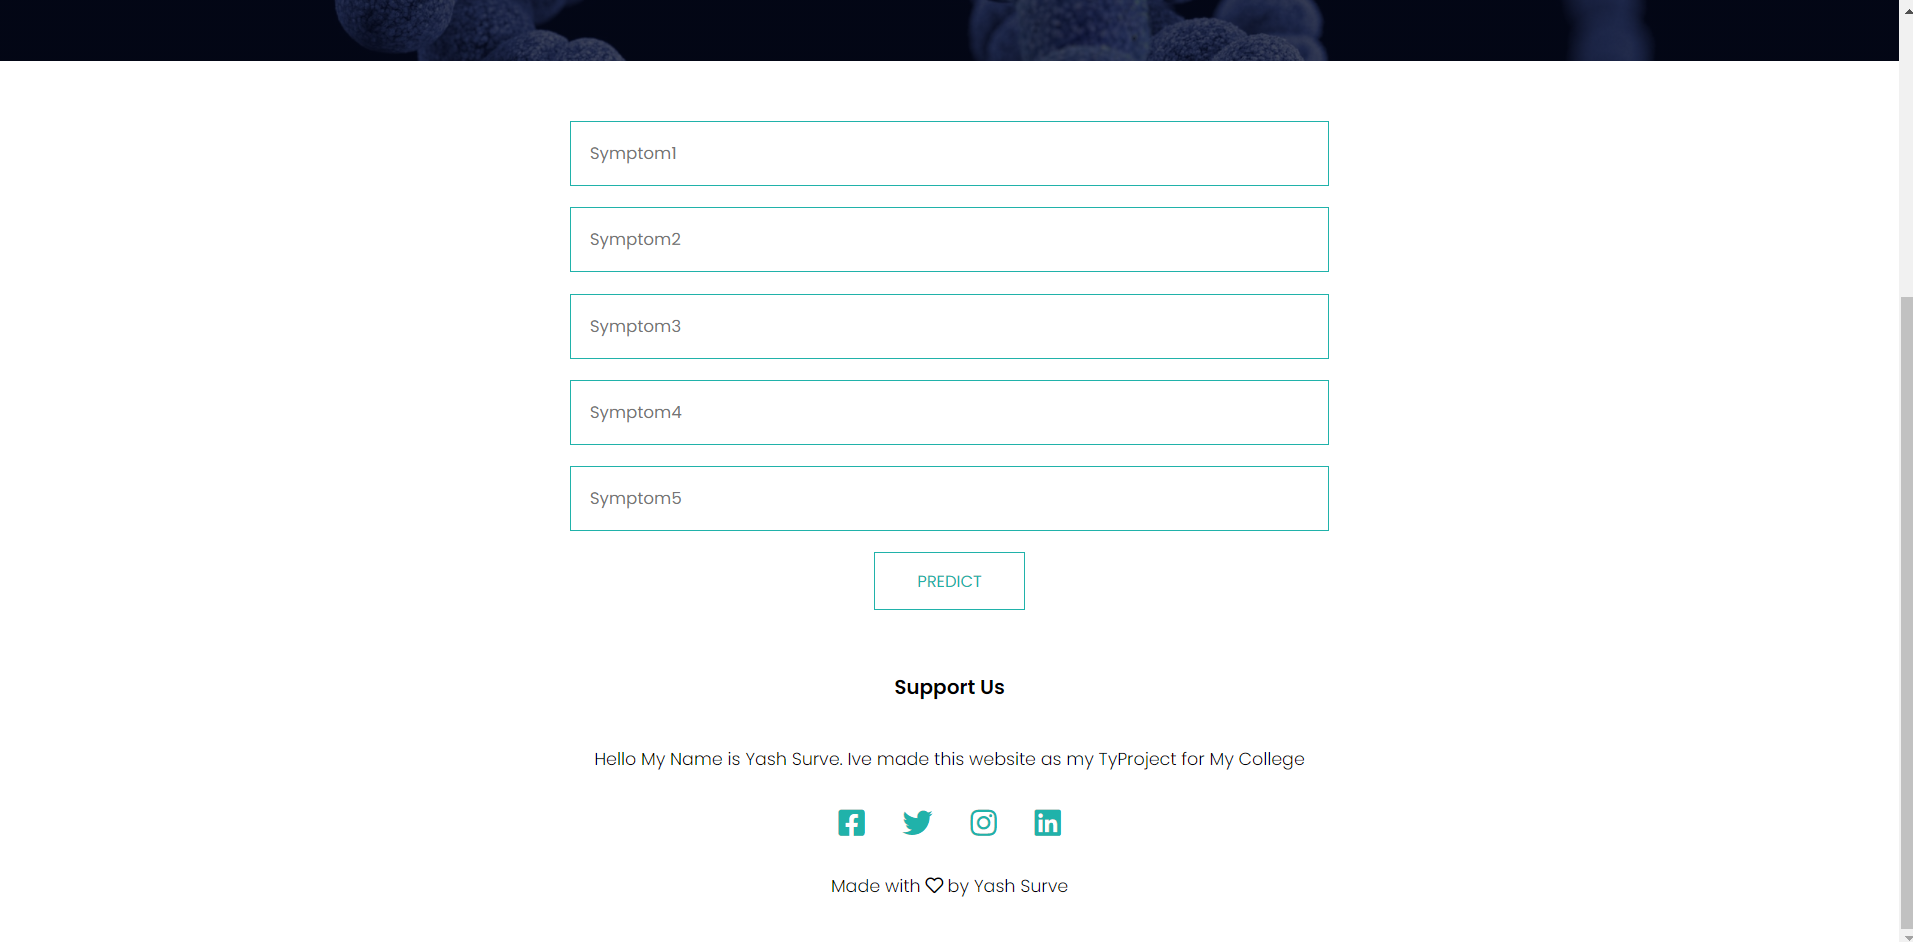 Symptom1
Symptom2
Symptom3
Symptom4
Symptom5
PREDICT
Support Us
Hello My Name is Yash Surve. Ive made this website as my TyProject for My College
Made with by Yash Surve